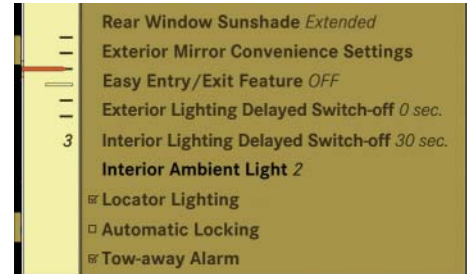 Rear Window Sunshade Extended
Exterior Mirror Convenience Settings
Easy Entry/Exit Feature OFF
Exterior Lighting Delayed Switch-off 0 sec.
3 Interior Lighting Delayed Switch-off 30 sec.
Interior Ambient Light 2
Locator Lighting
Automatic Locking
Tow-away Alarm